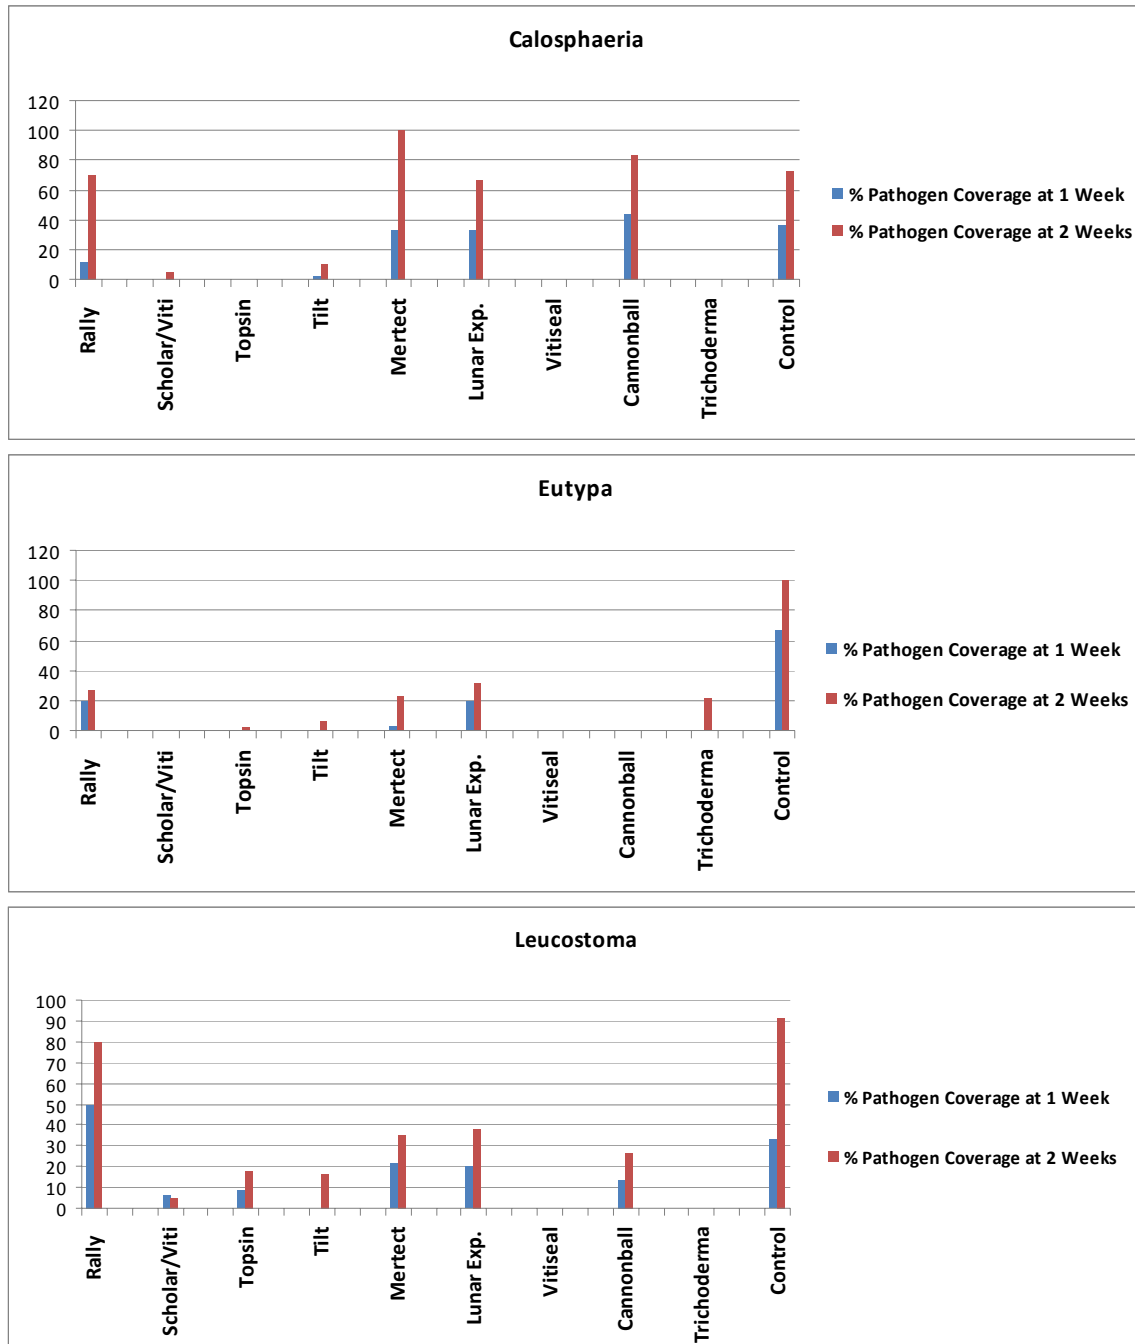 Calosphaeria
120
100
80
60
40
20
0
Rally
Scholar/Viti
Topsin
Tilt
Mertect
Lunar Exp.
Vitiseal
Cannonball
Trichoderma
Control
% Pathogen Coverage at 1 Week
% Pathogen Coverage at 2 Weeks
Eutypa
120
100
80
60
40
20
0
Rally
Scholar/Viti
Topsin
Tilt
Mertect
Lunar Exp.
Vitiseal
Cannonball
Trichoderma
Control
% Pathogen Coverage at 1 Week
% Pathogen Coverage at 2 Weeks
Leucostoma
100
90
80
70
60
50
40
30
20
10
0
Rally
Scholar/Viti
Topsin
Tilt
Mertect
Lunar Exp.
Vitiseal
Cannonball
Trichoderma
Control
% Pathogen Coverage at 1 Week
% Pathogen Coverage at 2 Weeks